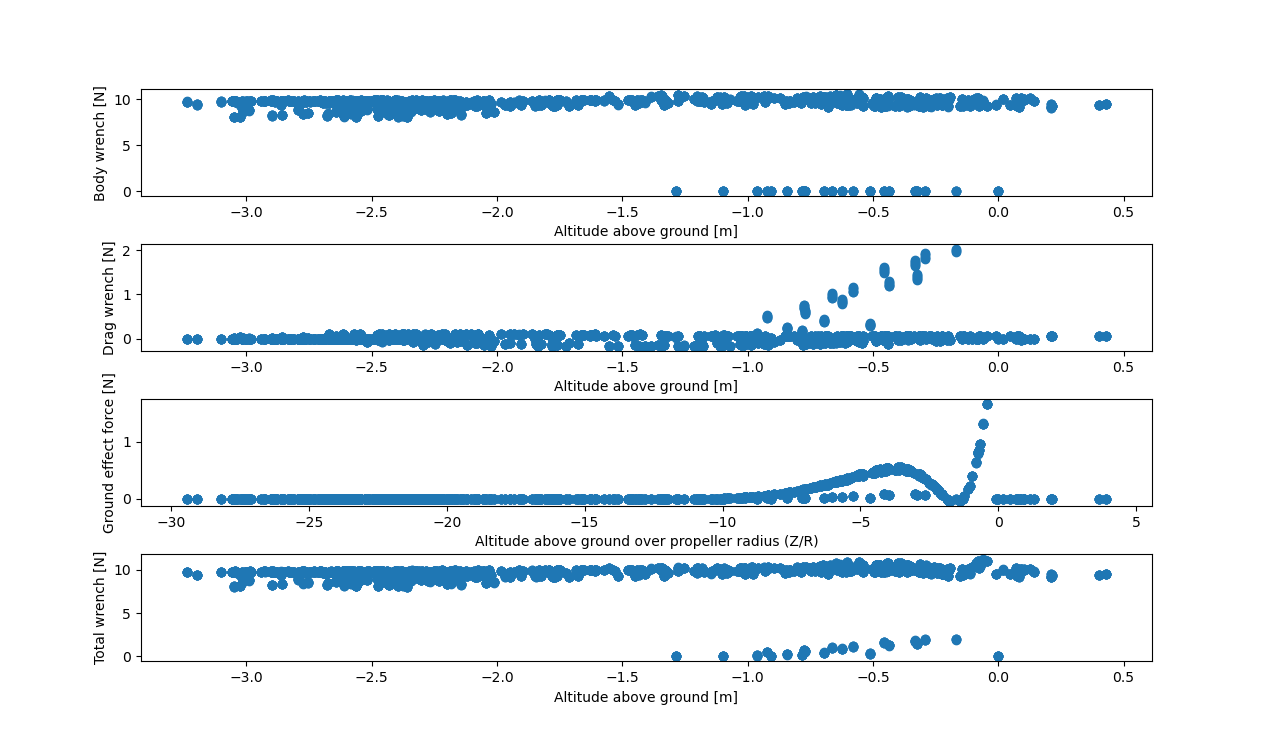 Body wrench [N]
10
5
0
−3.0 −2.5 −2.0 −1.5 −1.0 −0.5 0.0 0.5
Altitude above ground [m]
Drag wrench [N]
2
1
0
−3.0 −2.5 −2.0 −1.5 −1.0 −0.5 0.0 0.5
Altitude above ground [m]
Ground effect force [N]
1
0
−30 −25 −20 −15 −10 −5 0 5
Altitude above ground over propeller radius (Z/R)
Total wrench [N]
10
5
0
−3.0 −2.5 −2.0 −1.5 −1.0 −0.5 0.0 0.5
Altitude above ground [m]